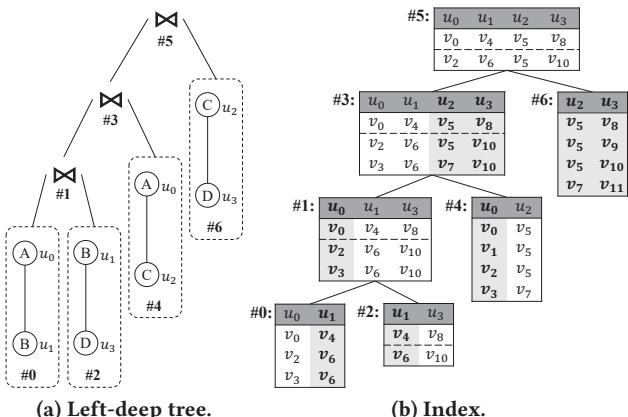 #5
#3
#1
A u₀
B u₁
#0
B u₁
D u₃
#2
A u₀
C u₂
#4
C u₂
D u₃
#6
(a) Left-deep tree.
#5: u₀ u₁ u₂ u₃
v₀ v₄ v₅ v₈
v₂ v₆ v₅ v₁₀
#3: u₀ u₁ u₂ u₃
v₀ v₄ v₅ v₈
v₂ v₆ v₅ v₁₀
v₃ v₆ v₇ v₁₀
#6: u₂ u₃
v₅ v₈
v₅ v₉
v₅ v₁₀
v₇ v₁₁
#1: u₀ u₁ u₃
v₀ v₄ v₈
v₂ v₆ v₁₀
v₃ v₆ v₁₀
#4: u₀ u₂
v₀ v₅
v₁ v₅
v₂ v₅
v₃ v₇
#0: u₀ u₁
v₀ v₄
v₂ v₆
v₃ v₆
#2: u₁ u₃
v₄ v₈
v₆ v₁₀
(b) Index.